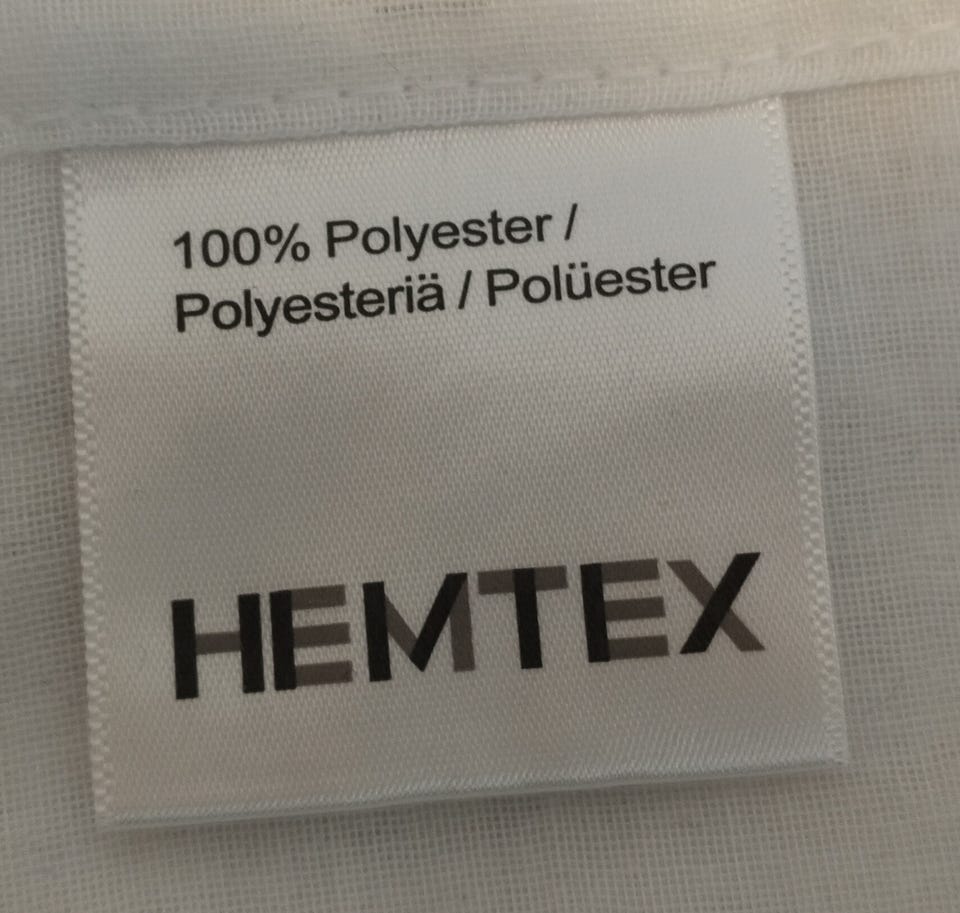 100% Polyester /
Polyesteriä / Polüester
HEMTEX